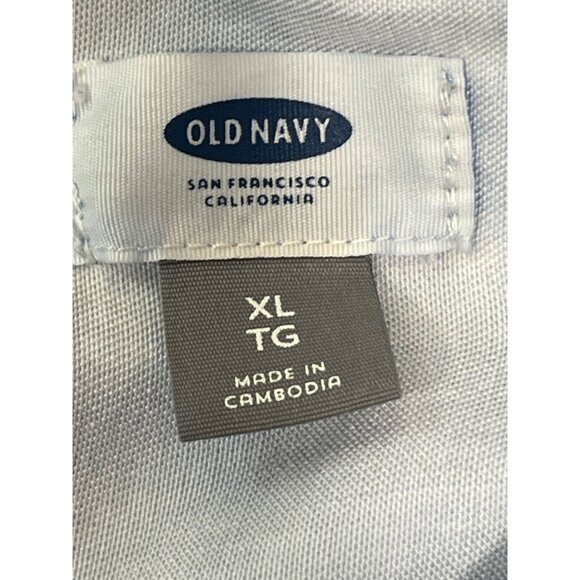 OLD NAVY
SAN FRANCISCO
CALIFORNIA
XL
TG
MADE IN
CAMBODIA